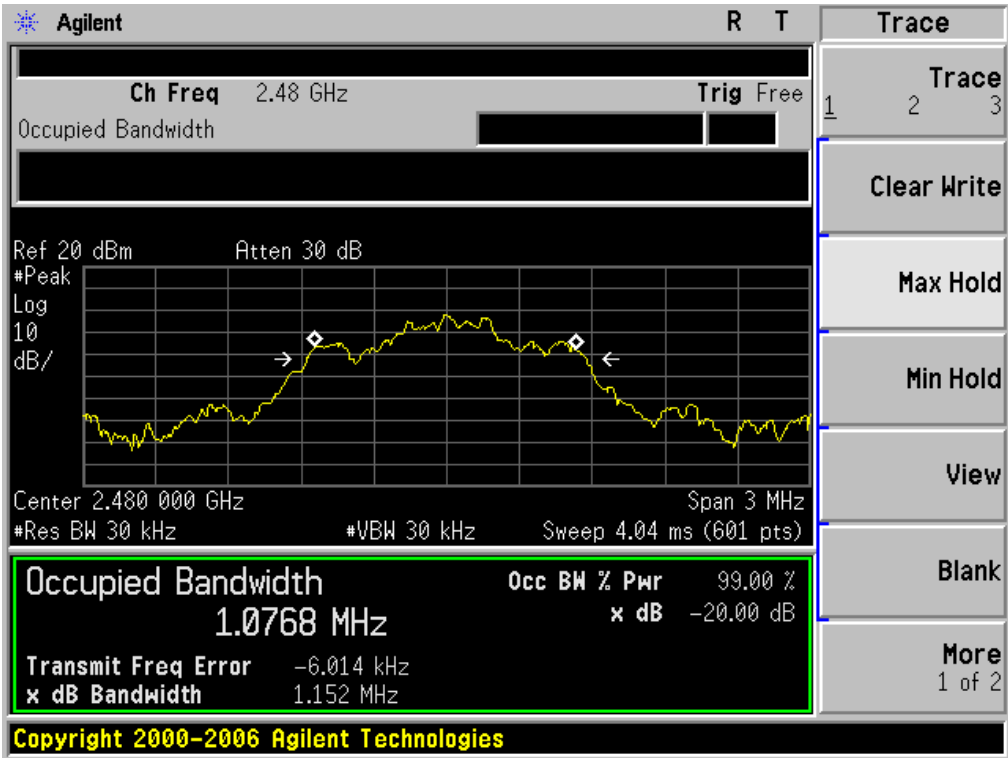 Agilent R T
Trace
Ch Freq 2.48 GHz Trig Free
Occupied Bandwidth
Trace
1 2 3
Clear Write
Max Hold
Min Hold
View
Blank
More
1 of 2
Ref 20 dBm Atten 30 dB
#Peak
Log
10
dB/
Center 2.480 000 GHz Span 3 MHz
#Res BW 30 kHz #VBW 30 kHz Sweep 4.04 ms (601 pts)
Occupied Bandwidth
1.0768 MHz
Occ BW % Pwr 99.00 %
x dB -20.00 dB
Transmit Freq Error -6.014 kHz
x dB Bandwidth 1.152 MHz
Copyright 2000-2006 Agilent Technologies